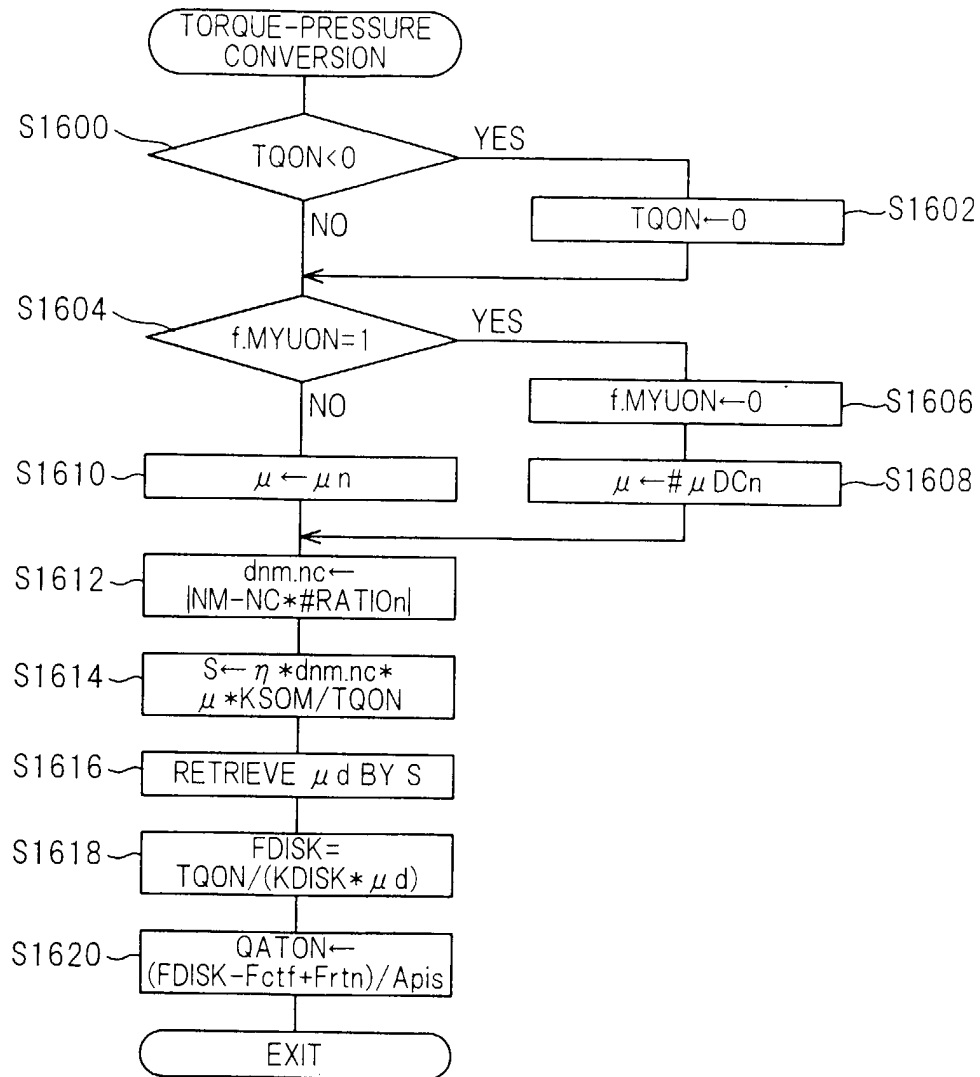 TORQUE-PRESSURE
CONVERSION
S1600
TQON<0
YES
NO
TQON←0
S1602
S1604
f.MYUON=1
YES
NO
f.MYUON←0
S1606
S1610
μ←μn
μ←#μDCn
S1608
S1612
dnm.nc←
|NM-NC*#RATIOn|
S1614
S←η*dnm.nc*
μ*KSOM/TQON
S1616
RETRIEVE μd BY S
S1618
FDISK=
TQON/(KDISK*μd)
S1620
QATON←
(FDISK-Fctf+Frtn)/Apis
EXIT